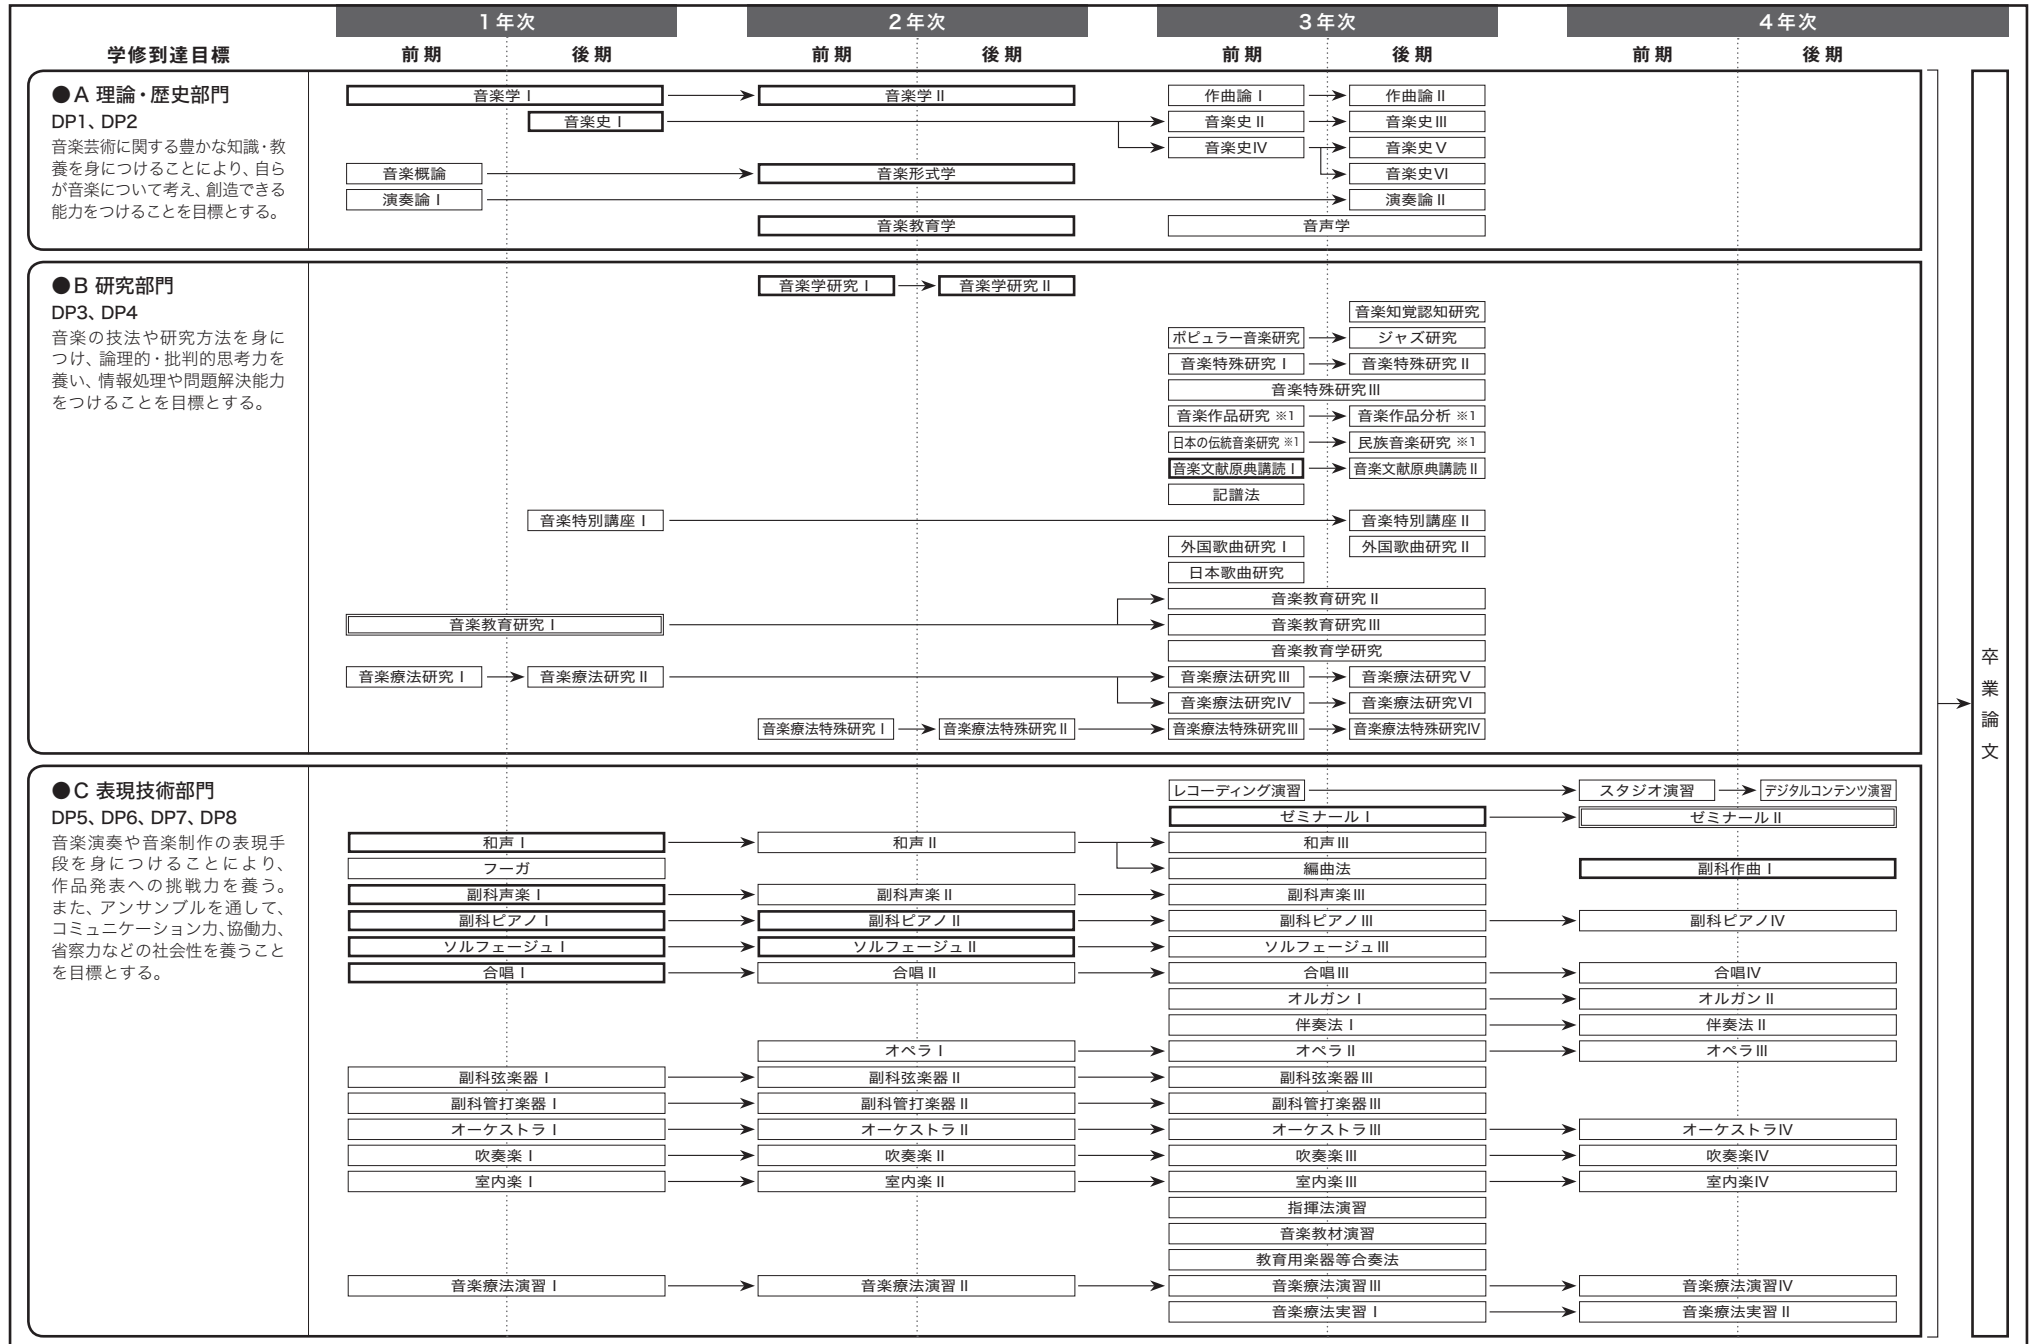 1年次 2年次 3年次 4年次
学修到達目標 前期 後期 前期 後期 前期 後期 前期 後期
●A 理論・歴史部門
DP1、DP2
音楽芸術に関する豊かな知識・教
養を身につけることにより、自ら
が音楽について考え、創造できる
能力をつけることを目標とする。
音楽学Ⅰ 音楽学Ⅱ 作曲論Ⅰ 作曲論Ⅱ
音楽史Ⅰ 音楽史Ⅱ 音楽史Ⅲ
音楽史Ⅳ 音楽史Ⅴ
音楽概論 音楽形式学 音楽史Ⅵ
演奏論Ⅰ 演奏論Ⅱ
音楽教育学 音声学
●B 研究部門
DP3、DP4
音楽の技法や研究方法を身に
つけ、論理的・批判的思考力を
養い、情報処理や問題解決能力
をつけることを目標とする。
音楽学研究Ⅰ 音楽学研究Ⅱ
音楽知覚認知研究
ポピュラー音楽研究 ジャズ研究
音楽特殊研究Ⅰ 音楽特殊研究Ⅱ
音楽特殊研究Ⅲ
音楽作品研究 ※1 音楽作品分析 ※1
日本の伝統音楽研究 ※1 民族音楽研究 ※1
音楽文献原典講読Ⅰ 音楽文献原典講読Ⅱ
記譜法
音楽特別講座Ⅰ 音楽特別講座Ⅱ
外国歌曲研究Ⅰ 外国歌曲研究Ⅱ
日本歌曲研究
音楽教育研究Ⅱ
音楽教育研究Ⅰ 音楽教育研究Ⅲ
音楽教育学研究
音楽療法研究Ⅰ 音楽療法研究Ⅱ 音楽療法研究Ⅲ 音楽療法研究Ⅴ
音楽療法研究Ⅳ 音楽療法研究Ⅵ
音楽療法特殊研究Ⅰ 音楽療法特殊研究Ⅱ 音楽療法特殊研究Ⅲ 音楽療法特殊研究Ⅳ
●C 表現技術部門
DP5、DP6、DP7、DP8
音楽演奏や音楽制作の表現手
段を身につけることにより、
作品発表への挑戦力を養う。
また、アンサンブルを通して、
コミュニケーション力、協働力、
省察力などの社会性を養うこと
を目標とする。
レコーディング演習 スタジオ演習 デジタルコンテンツ演習
ゼミナールⅠ ゼミナールⅡ
和声Ⅰ 和声Ⅱ 和声Ⅲ
フーガ 編曲法 副科作曲Ⅰ
副科声楽Ⅰ 副科声楽Ⅱ 副科声楽Ⅲ
副科ピアノⅠ 副科ピアノⅡ 副科ピアノⅢ 副科ピアノⅣ
ソルフェージュⅠ ソルフェージュⅡ ソルフェージュⅢ
合唱Ⅰ 合唱Ⅱ 合唱Ⅲ 合唱Ⅳ
オルガンⅠ オルガンⅡ
伴奏法Ⅰ 伴奏法Ⅱ
オペラⅠ オペラⅡ オペラⅢ
副科弦楽器Ⅰ 副科弦楽器Ⅱ 副科弦楽器Ⅲ
副科管打楽器Ⅰ 副科管打楽器Ⅱ 副科管打楽器Ⅲ
オーケストラⅠ オーケストラⅡ オーケストラⅢ オーケストラⅣ
吹奏楽Ⅰ 吹奏楽Ⅱ 吹奏楽Ⅲ 吹奏楽Ⅳ
室内楽Ⅰ 室内楽Ⅱ 室内楽Ⅲ 室内楽Ⅳ
指揮法演習
音楽教材演習
教育用楽器等合奏法
音楽療法演習Ⅰ 音楽療法演習Ⅱ 音楽療法演習Ⅲ 音楽療法演習Ⅳ
音楽療法実習Ⅰ 音楽療法実習Ⅱ
卒業論文